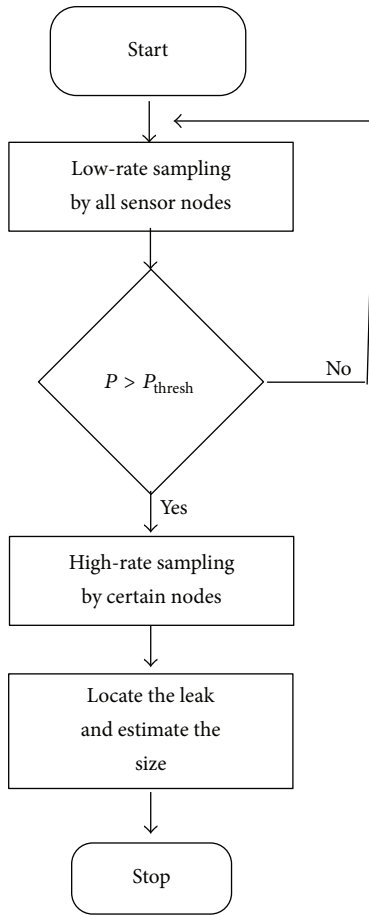 Start
Low-rate sampling
by all sensor nodes
P > P_thresh
No
Yes
High-rate sampling
by certain nodes
Locate the leak
and estimate the
size
Stop